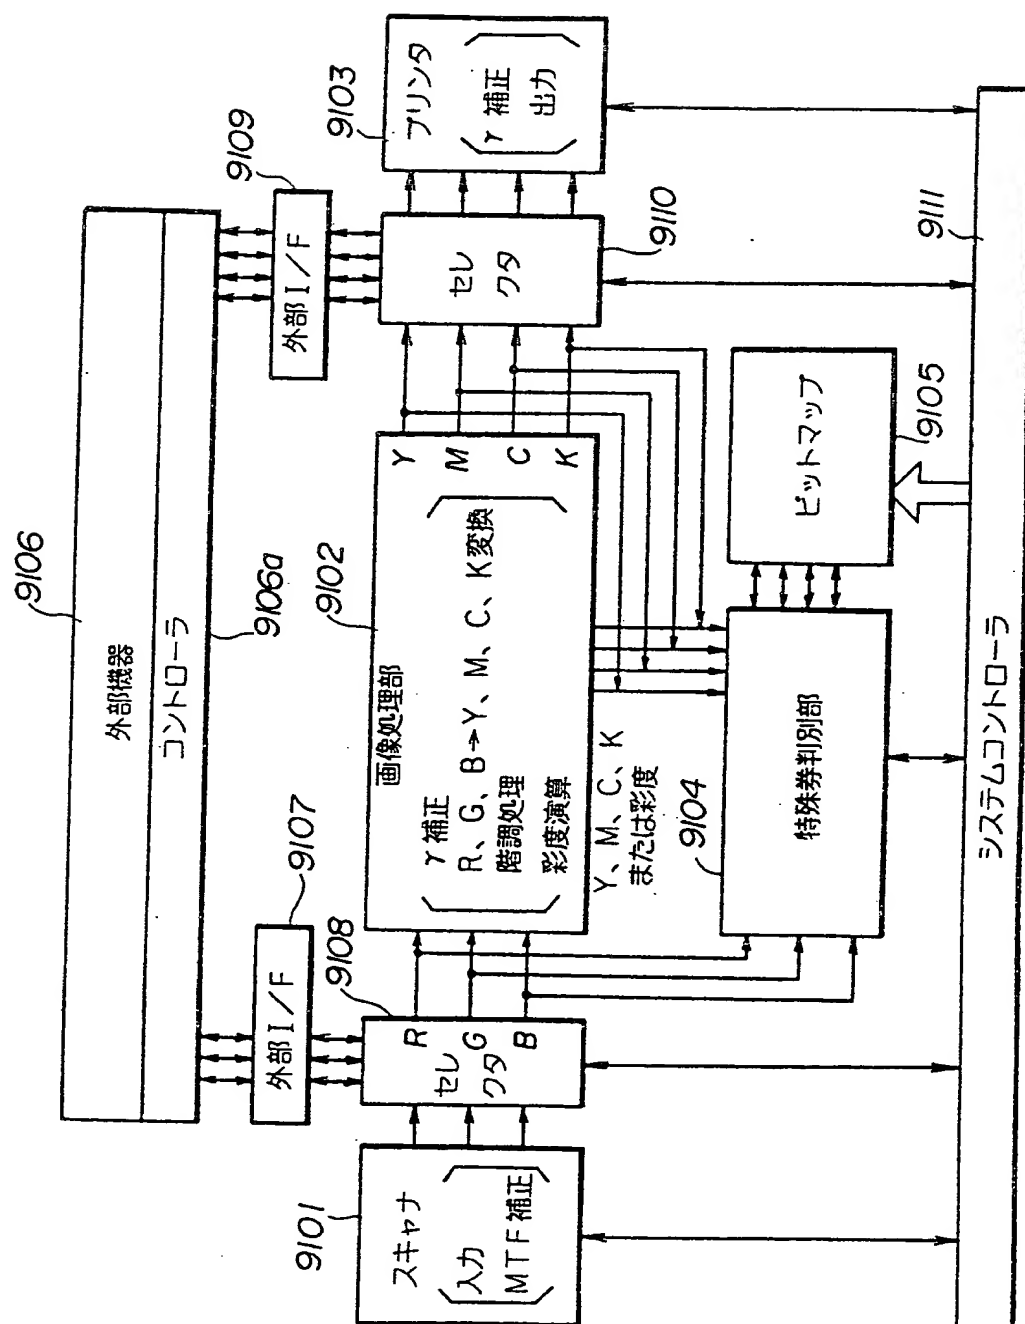 9106
外部機器
コントローラ
9106a
9107
外部I/F
9109
外部I/F
9101
スキャナ
入力
MTF補正
9108
R
G
B
セレ
クタ
9102
画像処理部
γ補正
R、G、B→Y、M、C、K変換
階調処理
彩度演算
Y
M
C
K
セレ
クタ
9110
9103
プリンタ
γ補正
出力
Y、M、C、K
または彩度
9104
特殊券判別部
ビットマップ
9105
システムコントローラ
9111